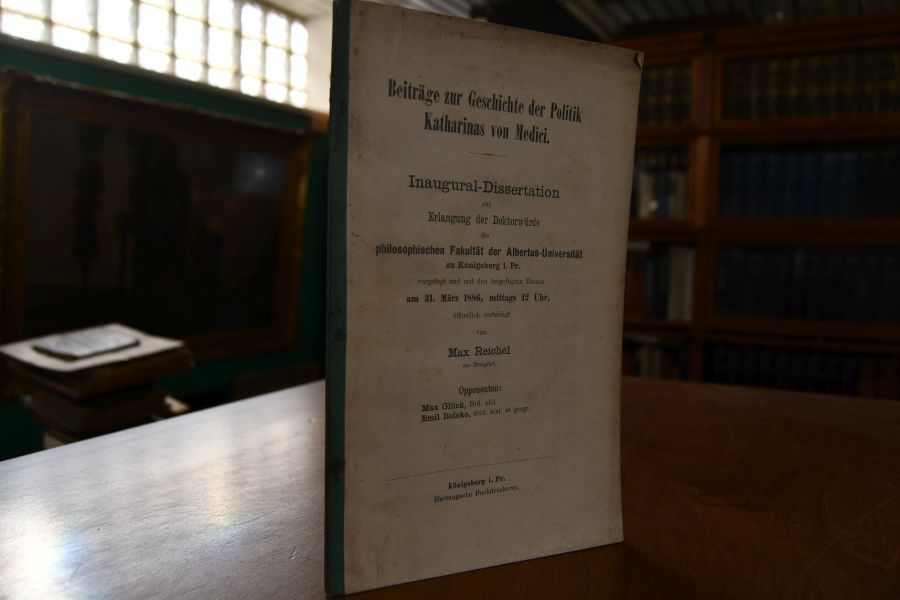 Beiträge zur Geschichte der Politik
Katharinas von Medici.
Inaugural-Dissertation
zur
Erlangung der Doktorwürde
der
philosophischen Fakultät der Albertus-Universität
zu Königsberg i. Pr.
vorgelegt und mit den beigefügten Thesen
am 31. März 1886, mittags 12 Uhr,
öffentlich verteidigt
von
Max Reichel
aus
Opponenten:
Max Glück, Drd. phil
Emil Reicke, stud. hist. et geogr.
Königsberg i. Pr.
Hartungsche Buchdruckerei.